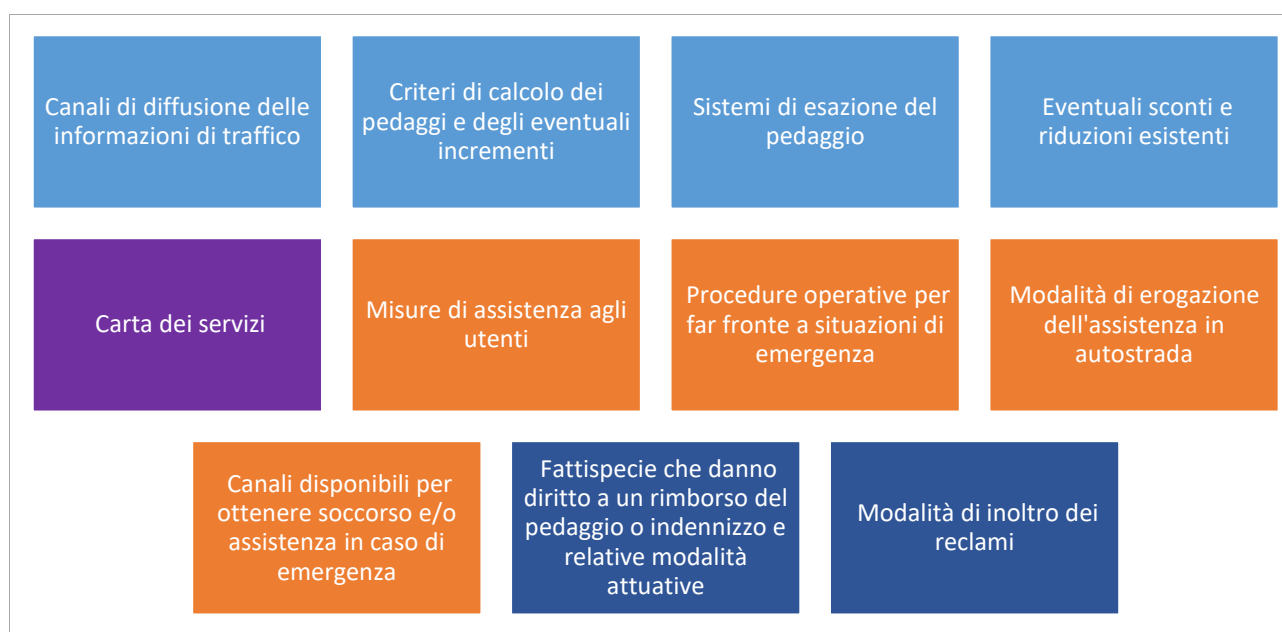 Canali di diffusione delle
informazioni di traffico
Criteri di calcolo dei
pedaggi e degli eventuali
incrementi
Sistemi di esazione del
pedaggio
Eventuali sconti e
riduzioni esistenti
Carta dei servizi
Misure di assistenza agli
utenti
Procedure operative per
far fronte a situazioni di
emergenza
Modalità di erogazione
dell'assistenza in
autostrada
Canali disponibili per
ottenere soccorso e/o
assistenza in caso di
emergenza
Fattispecie che danno
diritto a un rimborso del
pedaggio o indennizzo e
relative modalità
attuative
Modalità di inoltro dei
reclami